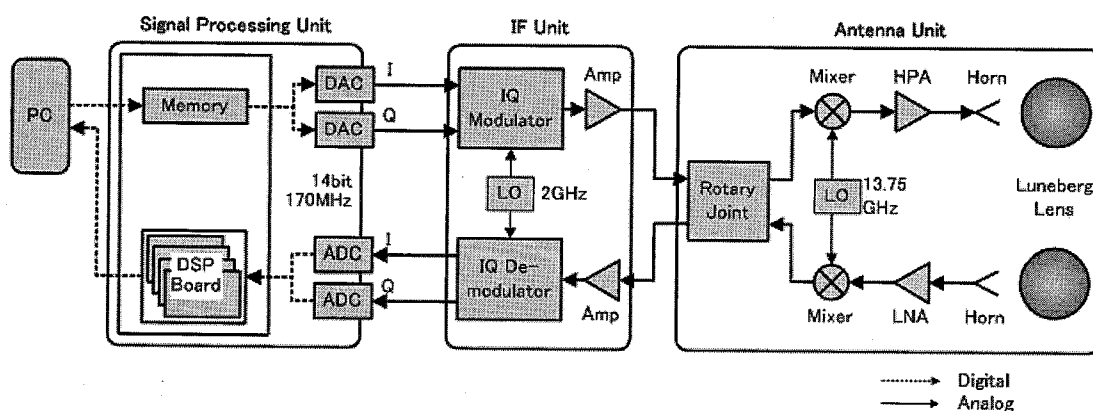 Signal Processing Unit
IF Unit
Antenna Unit
PC
Memory
DAC
I
DAC
Q
14bit
170MHz
ADC
I
ADC
Q
DSP
Board
IQ
Modulator
Amp
LO
2GHz
IQ De-
modulator
Amp
Rotary
Joint
Mixer
HPA
Horn
LO
13.75
GHz
Luneberg
Lens
Mixer
LNA
Horn
Digital
Analog